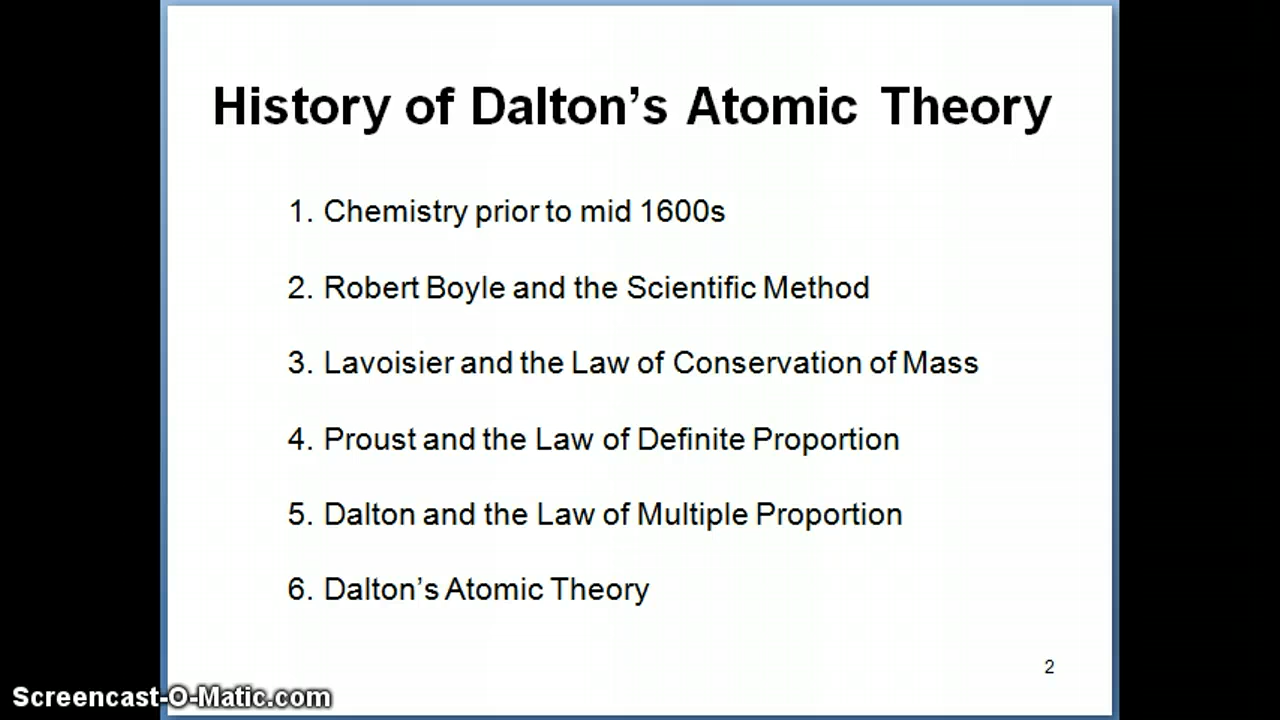 History of Dalton’s Atomic Theory
1. Chemistry prior to mid 1600s
2. Robert Boyle and the Scientific Method
3. Lavoisier and the Law of Conservation of Mass
4. Proust and the Law of Definite Proportion
5. Dalton and the Law of Multiple Proportion
6. Dalton’s Atomic Theory
2
Screencast-O-Matic.com